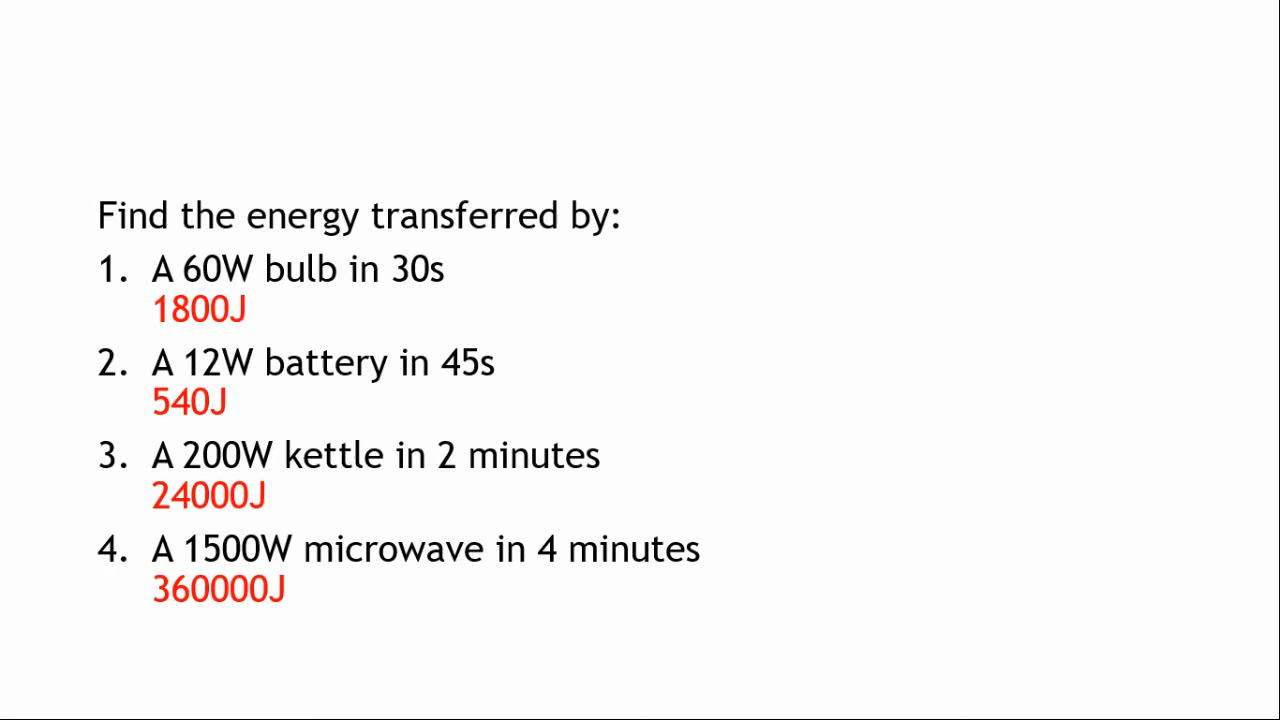 Find the energy transferred by:
1. A 60W bulb in 30s
1800J
2. A 12W battery in 45s
540J
3. A 200W kettle in 2 minutes
24000J
4. A 1500W microwave in 4 minutes
360000J